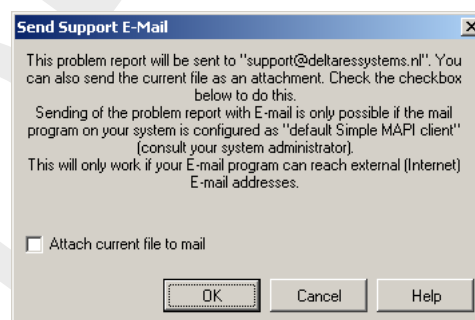 Send Support E-Mail
This problem report will be sent to "support@deltaressystems.nl". You
can also send the current file as an attachment. Check the checkbox
below to do this.
Sending of the problem report with E-mail is only possible if the mail
program on your system is configured as "default Simple MAPI client"
(consult your system administrator).
This will only work if your E-mail program can reach external (Internet)
E-mail addresses.
Attach current file to mail
OK Cancel Help